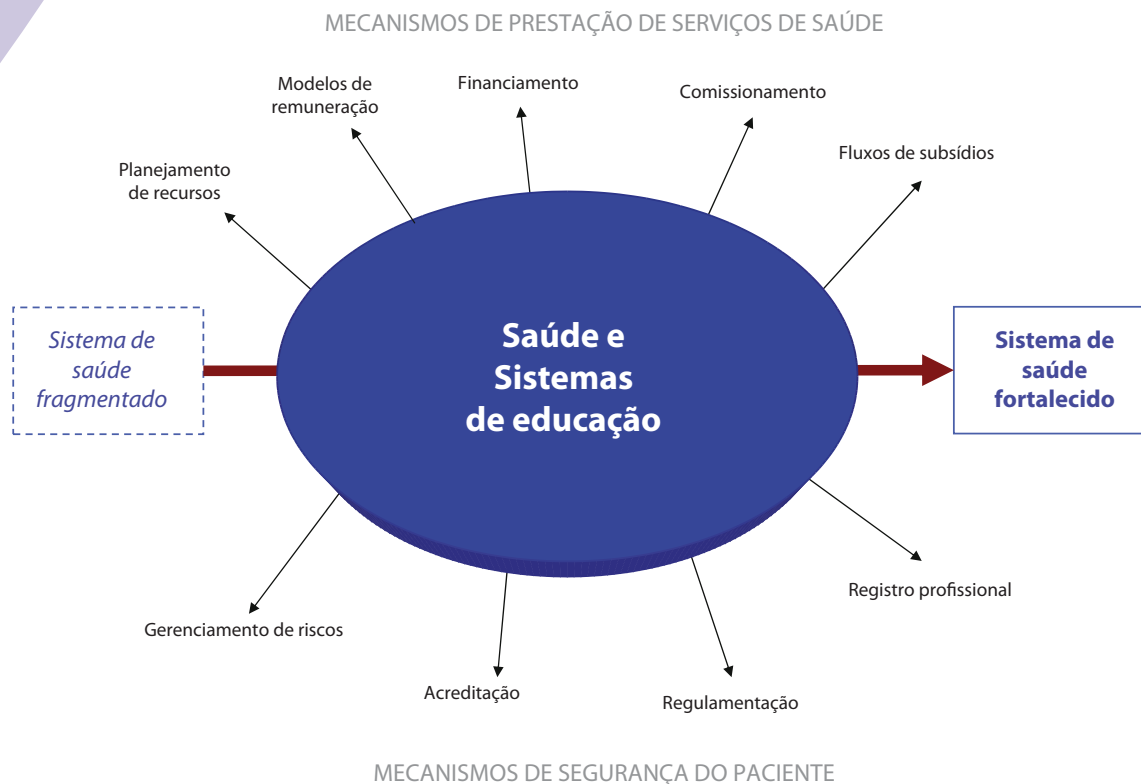 MECANISMOS DE PRESTAÇÃO DE SERVIÇOS DE SAÚDE
Modelos de
remuneração
Financiamento
Comissionamento
Planejamento
de recursos
Fluxos de subsídios
Sistema de
saúde
fragmentado
Saúde e
Sistemas
de educação
Sistema de
saúde
fortalecido
Gerenciamento de riscos
Acreditação
Regulamentação
Registro profissional
MECANISMOS DE SEGURANÇA DO PACIENTE